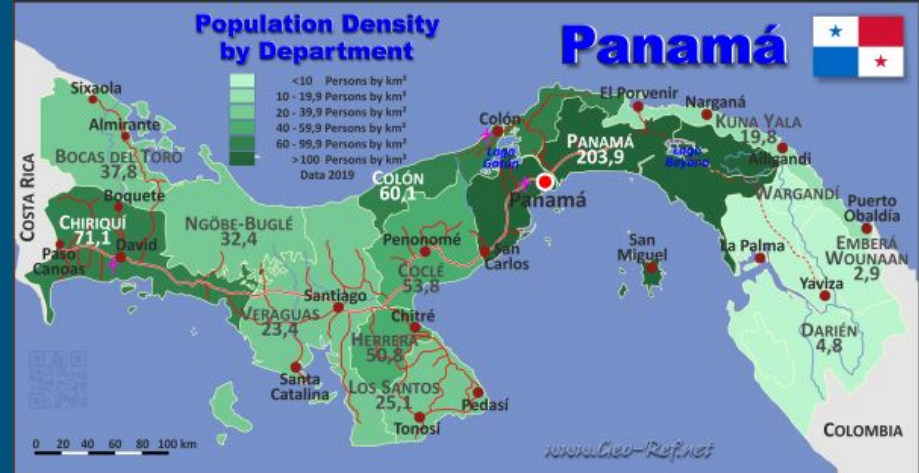 Population Density
by Department
Panamá
<10 Persons by km²
10 - 19,9 Persons by km²
20 - 39,9 Persons by km²
40 - 59,9 Persons by km²
60 - 99,9 Persons by km²
>100 Persons by km²
Data 2019
Sixaola
Almirante
BOCAS DEL TORO
37,8
COSTA RICA
Boquete
CHIRIQUÍ
71,1
David
Paso
Canoas
NGÖBE-BUGLÉ
32,4
COLÓN
60,1
Colón
Lago
Gatún
El Porvenir
Narganá
KUNA YALA
19,8
PANAMÁ
203,9
Lago
Bayano
Ailigandi
Panamá
WARGANDÍ
Puerto
Obaldía
Penonomé
COCLÉ
53,8
San
Carlos
San
Miguel
La Palma
EMBERÁ
WOUNAAN
2,9
Yaviza
Santiago
VERAGUAS
23,4
Chitré
HERRERA
50,8
DARIÉN
4,8
Santa
Catalina
LOS SANTOS
25,1
Pedasí
Tonosí
COLOMBIA
0 20 40 60 80 100 km
www.Geo-Ref.net